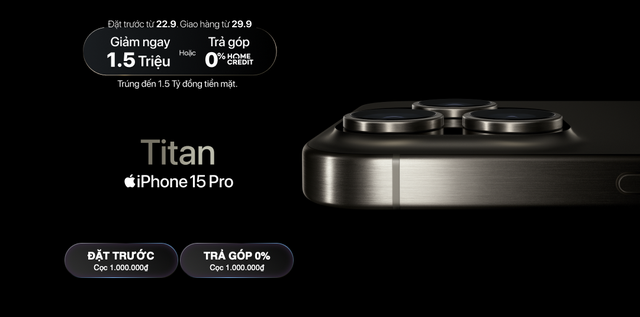 Đặt trước từ 22.9. Giao hàng từ 29.9
Giảm ngay
1.5 Triệu
Hoặc
Trả góp
0% HOME CREDIT
Trúng đến 1.5 Tỷ đồng tiền mặt.
Titan
iPhone 15 Pro
ĐẶT TRƯỚC
Cọc 1.000.000₫
TRẢ GÓP 0%
Cọc 1.000.000₫